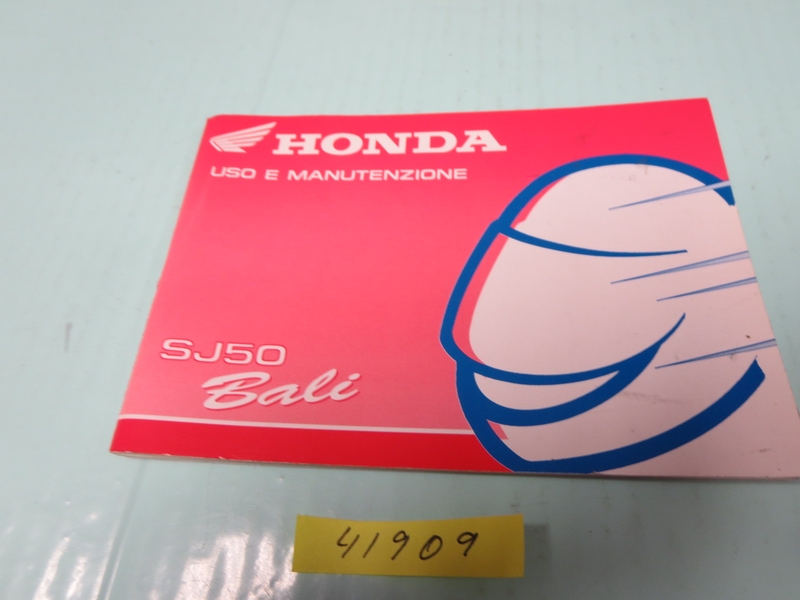 HONDA
USO E MANUTENZIONE
SJ50
Bali
41909